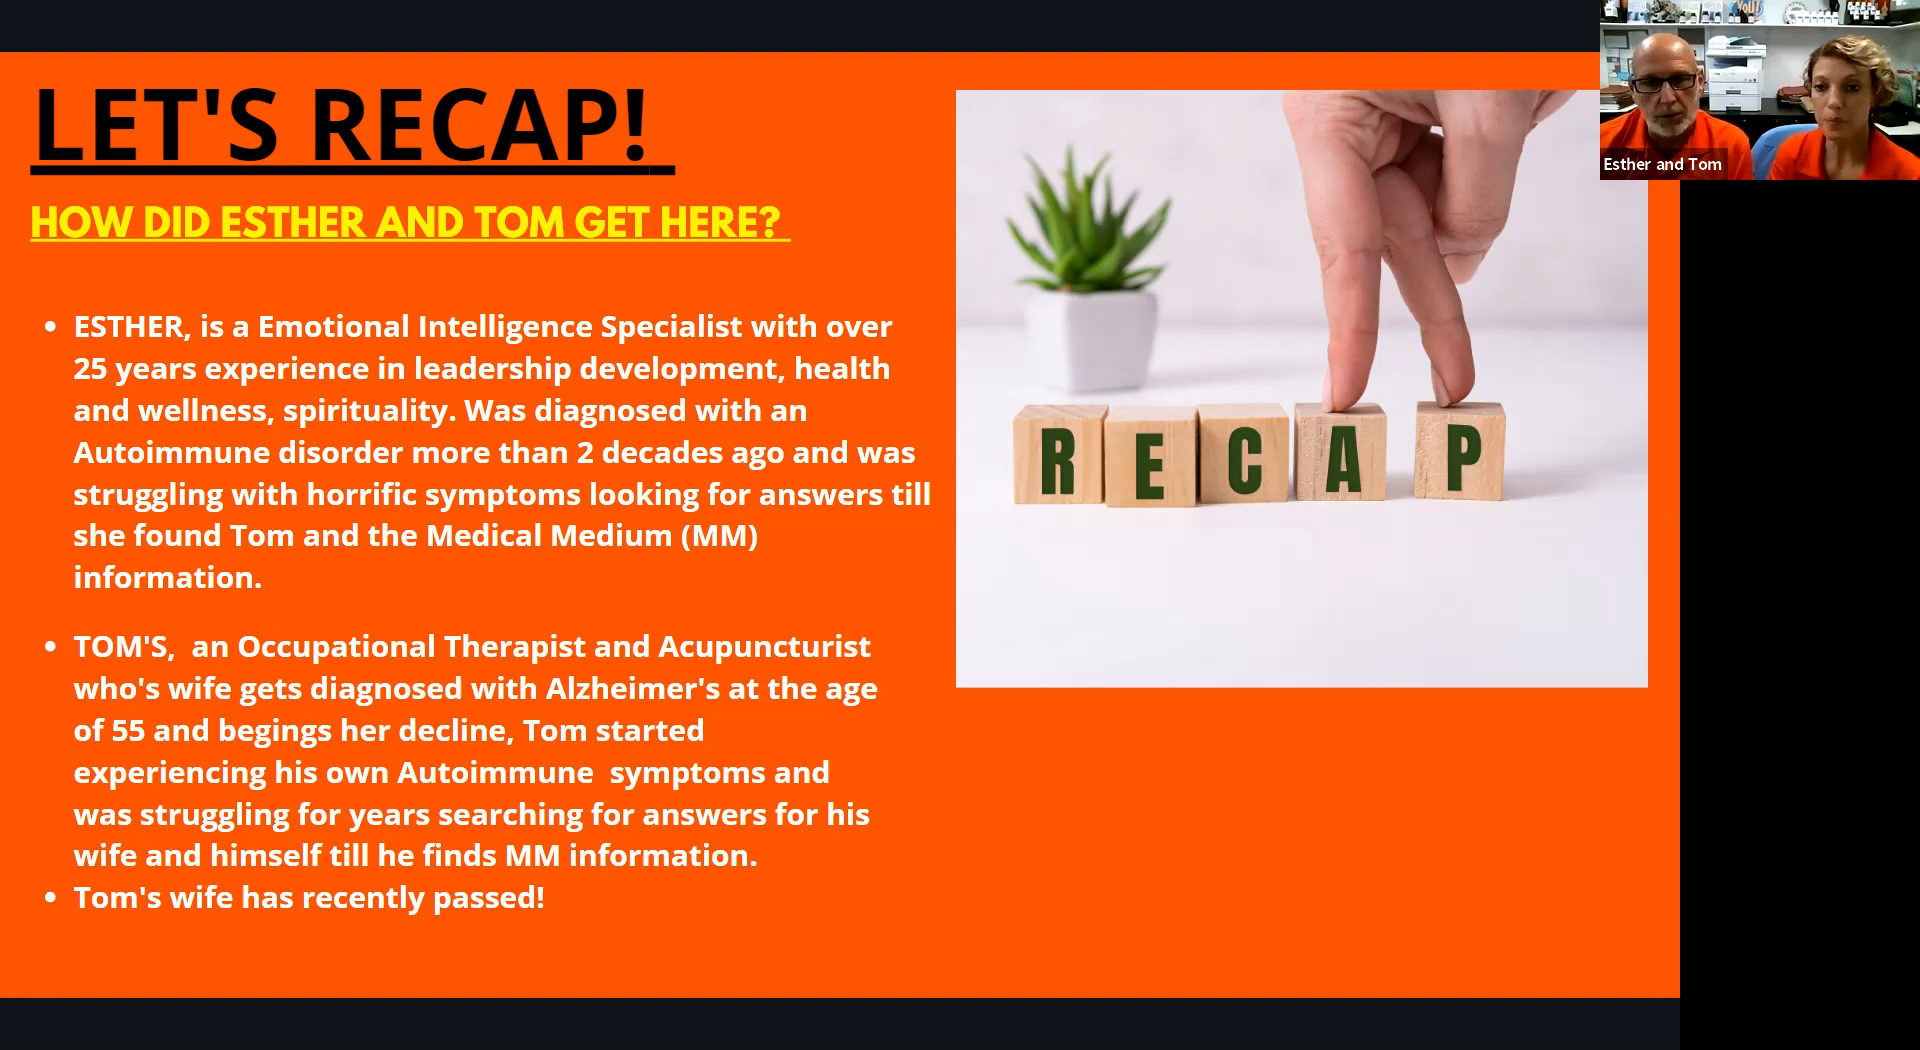 LET'S RECAP!
HOW DID ESTHER AND TOM GET HERE?
• ESTHER, is a Emotional Intelligence Specialist with over
25 years experience in leadership development, health
and wellness, spirituality. Was diagnosed with an
Autoimmune disorder more than 2 decades ago and was
struggling with horrific symptoms looking for answers till
she found Tom and the Medical Medium (MM)
information.
• TOM'S, an Occupational Therapist and Acupuncturist
who's wife gets diagnosed with Alzheimer's at the age
of 55 and begings her decline, Tom started
experiencing his own Autoimmune symptoms and
was struggling for years searching for answers for his
wife and himself till he finds MM information.
• Tom's wife has recently passed!
RECAP
YOU!
Esther and Tom